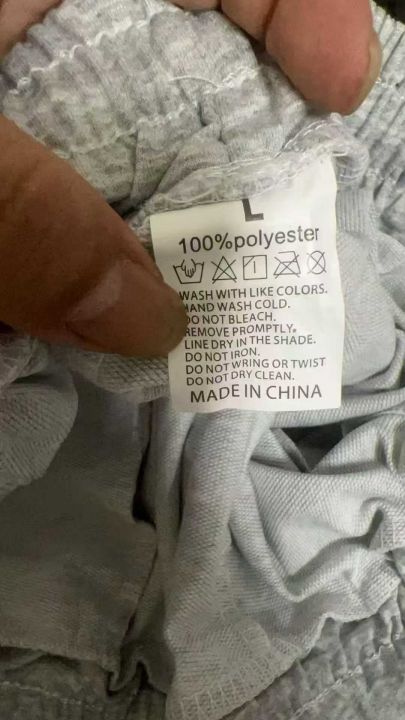 L
100%polyester
WASH WITH LIKE COLORS.
HAND WASH COLD.
DO NOT BLEACH.
REMOVE PROMPTLY.
LINE DRY IN THE SHADE.
DO NOT IRON.
DO NOT WRING OR TWIST
DO NOT DRY CLEAN.
MADE IN CHINA